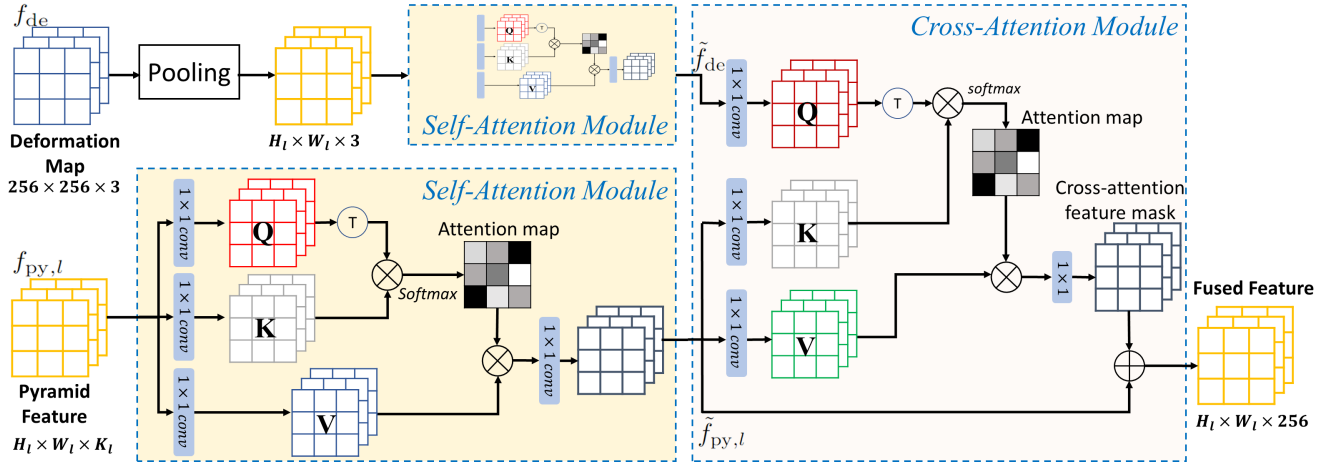 f_de
Deformation
Map
256 × 256 × 3
Pooling
H_l × W_l × 3
Q
T
K
V
Self-Attention Module
Cross-Attention Module
f̃_de
1 × 1 conv
Q
T
softmax
Attention map
1 × 1 conv
K
1 × 1 conv
V
Cross-attention
feature mask
1 × 1
Fused Feature
H_l × W_l × 256
f̃_py,l
Self-Attention Module
f_py,l
Pyramid
Feature
H_l × W_l × K_l
1 × 1 conv
Q
T
1 × 1 conv
K
Softmax
Attention map
1 × 1 conv
V
1 × 1 conv